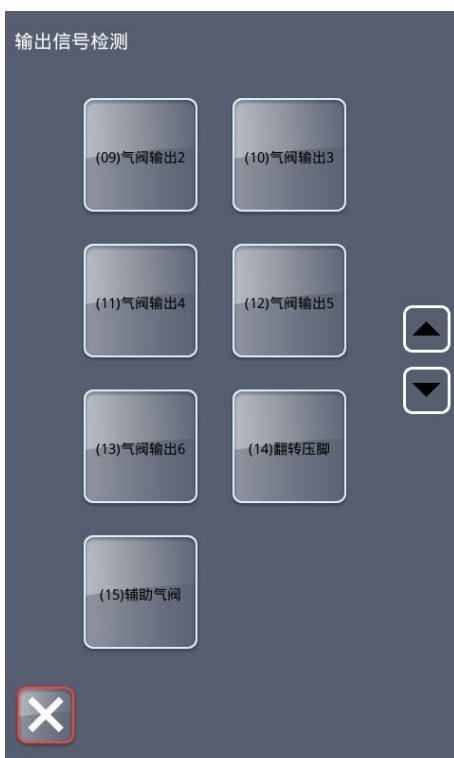 输出信号检测
(09)气阀输出2
(10)气阀输出3
(11)气阀输出4
(12)气阀输出5
(13)气阀输出6
(14)翻转压脚
(15)辅助气阀